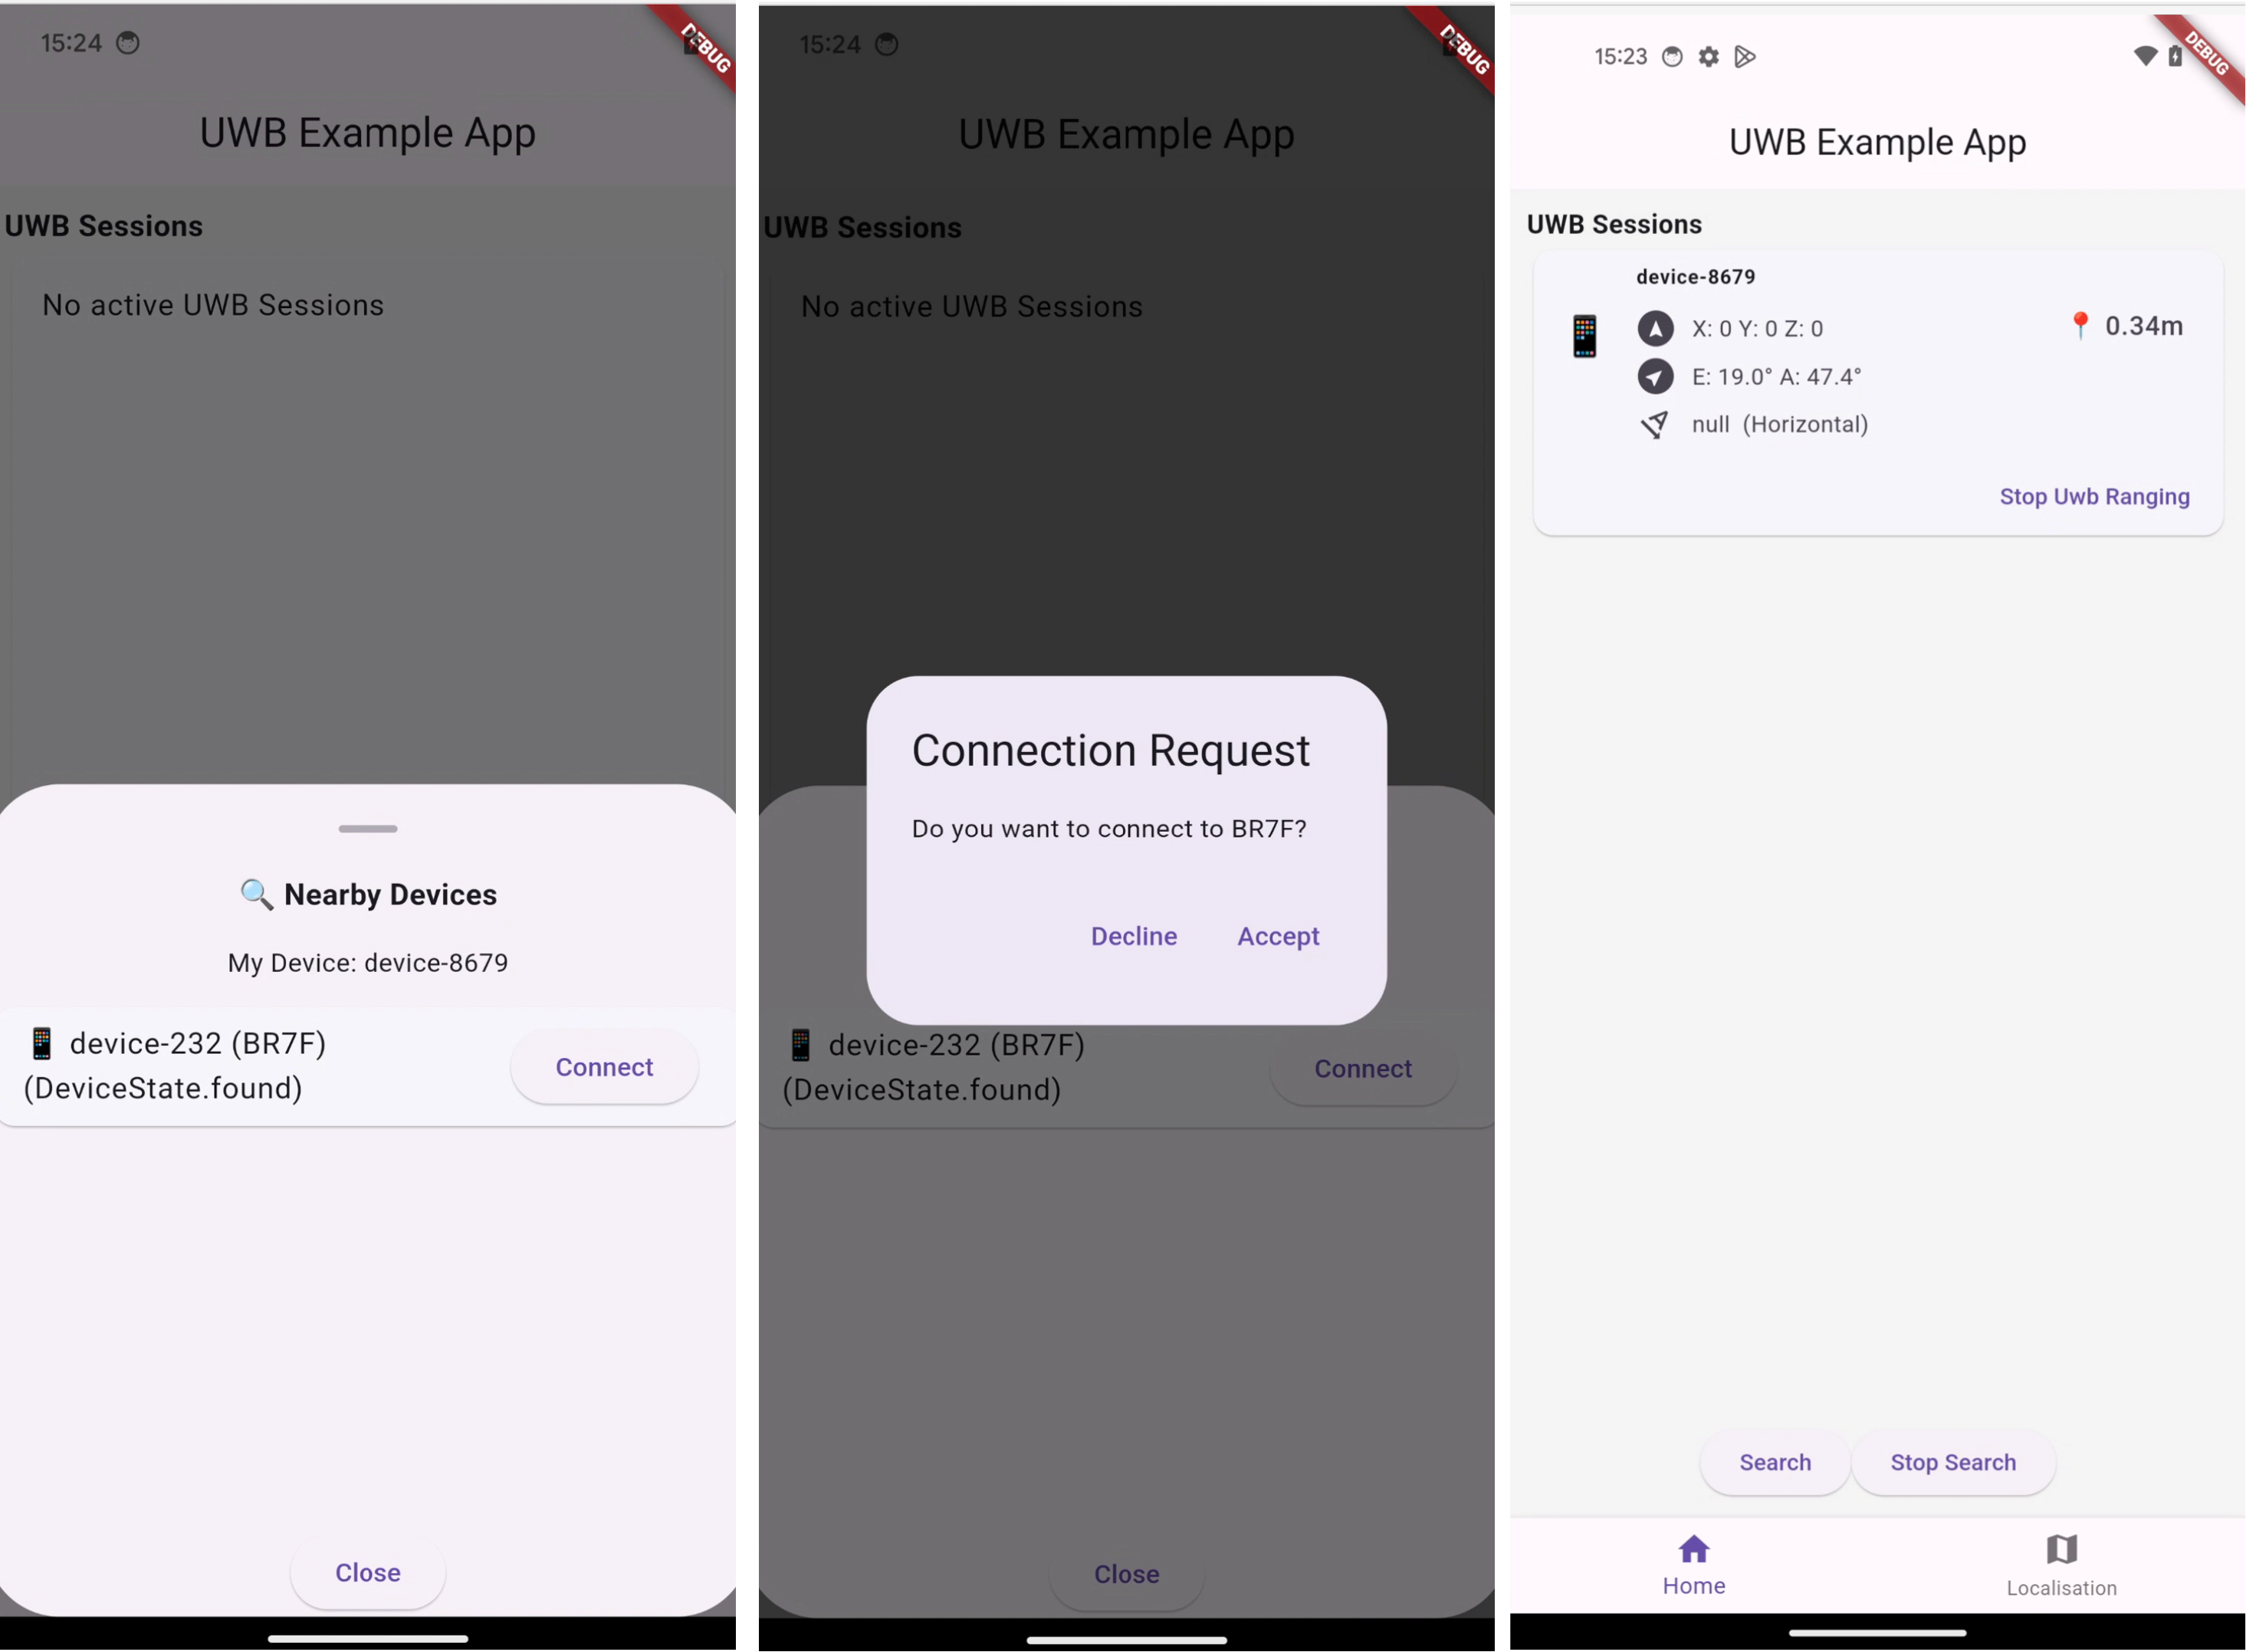 15:24
DEBUG
UWB Example App
UWB Sessions
No active UWB Sessions
🔍 Nearby Devices
My Device: device-8679
📱 device-232 (BR7F)
(DeviceState.found)
Connect
Close
15:24
DEBUG
UWB Example App
UWB Sessions
No active UWB Sessions
Connection Request
Do you want to connect to BR7F?
Decline Accept
📱 device-232 (BR7F)
(DeviceState.found)
Connect
Close
15:23
DEBUG
UWB Example App
UWB Sessions
device-8679
X: 0 Y: 0 Z: 0
📍 0.34m
E: 19.0° A: 47.4°
null (Horizontal)
Stop Uwb Ranging
Search Stop Search
Home Localisation